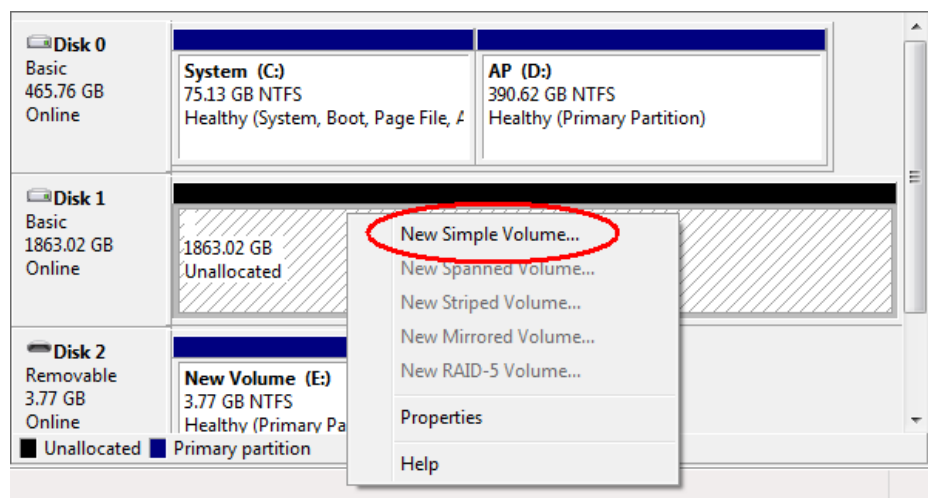 Disk 0
Basic
465.76 GB
Online
System (C:)
75.13 GB NTFS
Healthy (System, Boot, Page File, A
AP (D:)
390.62 GB NTFS
Healthy (Primary Partition)
Disk 1
Basic
1863.02 GB
Online
1863.02 GB
Unallocated
New Simple Volume...
New Spanned Volume...
New Striped Volume...
New Mirrored Volume...
New RAID-5 Volume...
Properties
Help
Disk 2
Removable
3.77 GB
Online
New Volume (E:)
3.77 GB NTFS
Healthy (Primary Pa
Unallocated Primary partition